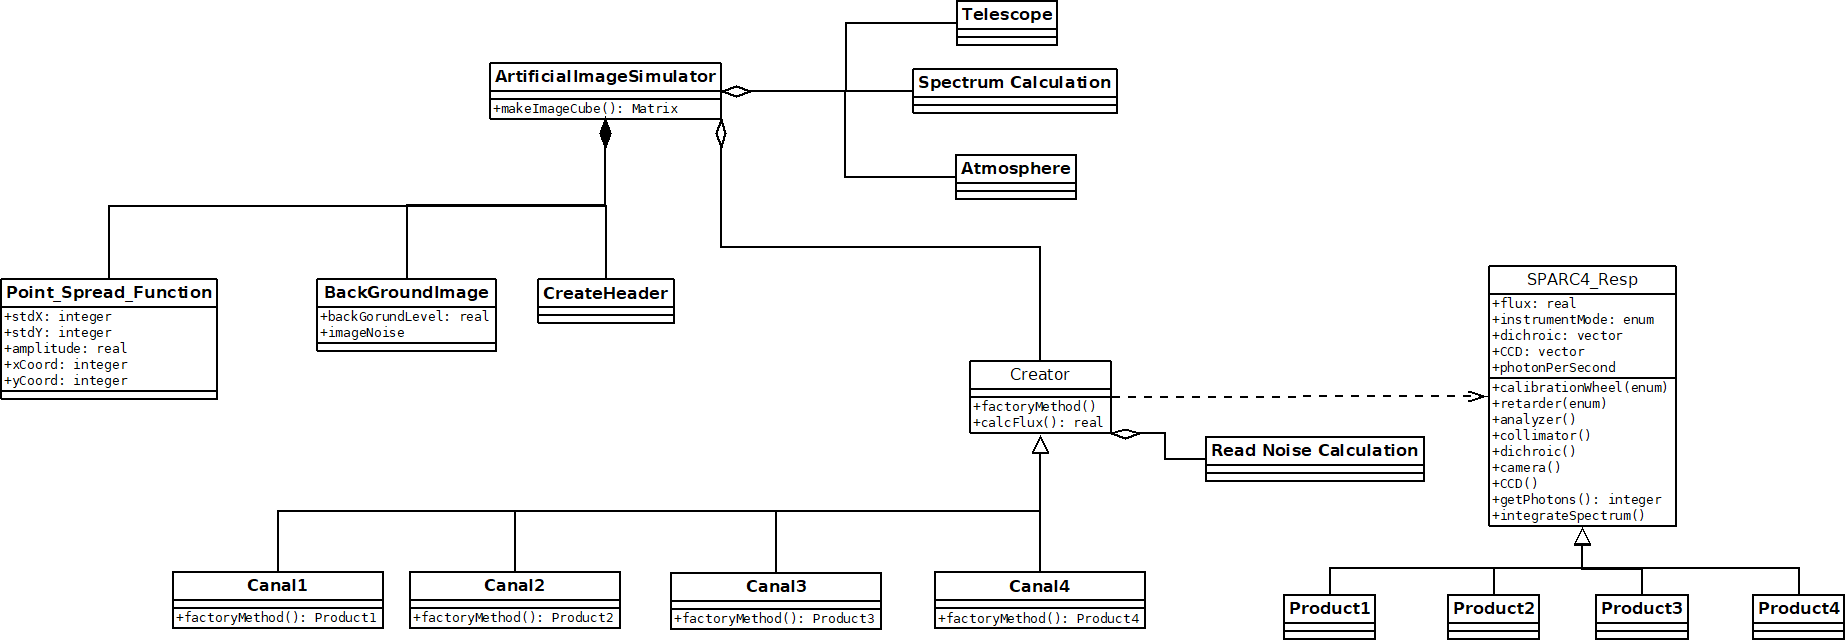 Telescope
ArtificialImageSimulator
+makeImageCube(): Matrix
Spectrum Calculation
Atmosphere
Point_Spread_Function
+stdX: integer
+stdY: integer
+amplitude: real
+xCoord: integer
+yCoord: integer
BackGroundImage
+backGorundLevel: real
+imageNoise
CreateHeader
SPARC4_Resp
+flux: real
+instrumentMode: enum
+dichroic: vector
+CCD: vector
+photonPerSecond
+calibrationWheel(enum)
+retarder(enum)
+analyzer()
+collimator()
+dichroic()
+camera()
+CCD()
+getPhotons(): integer
+integrateSpectrum()
Creator
+factoryMethod()
+calcFlux(): real
Read Noise Calculation
Canal1
+factoryMethod(): Product1
Canal2
+factoryMethod(): Product2
Canal3
+factoryMethod(): Product3
Canal4
+factoryMethod(): Product4
Product1
Product2
Product3
Product4